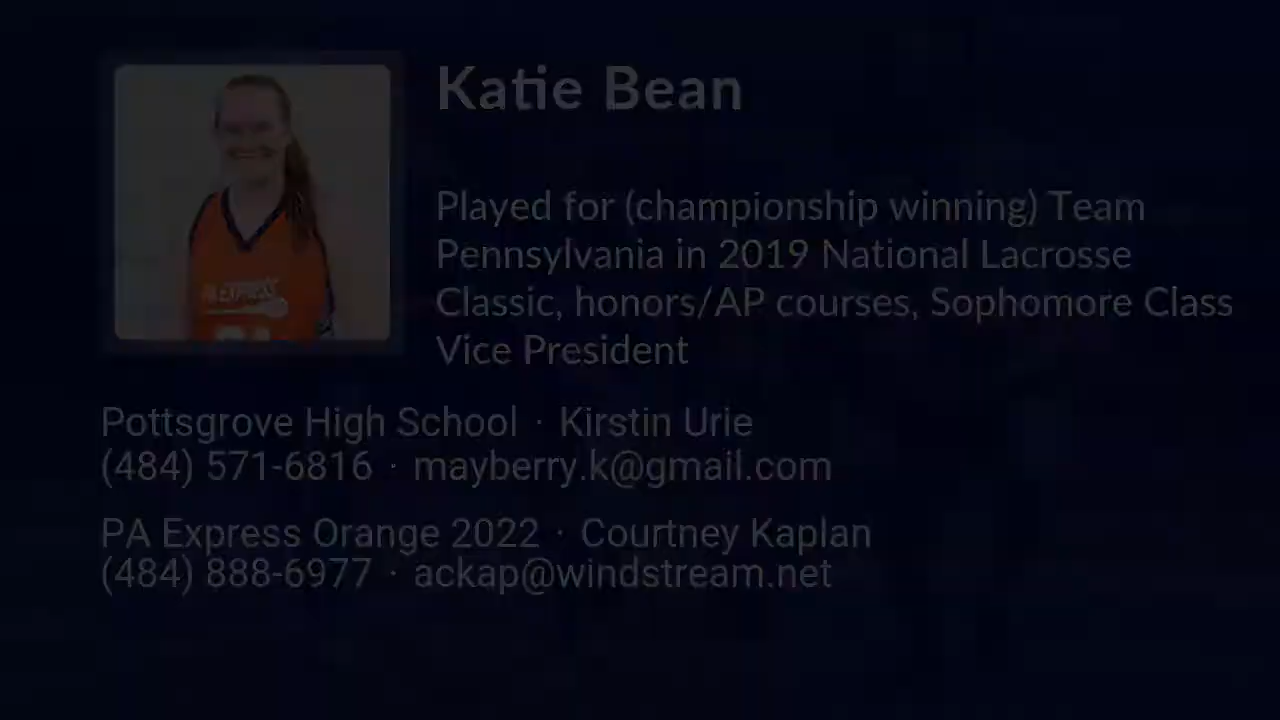 Katie Bean
Played for (championship winning) Team
Pennsylvania in 2019 National Lacrosse
Classic, honors/AP courses, Sophomore Class
Vice President
Pottsgrove High School · Kirstin Urie
(484) 571-6816 · mayberry.k@gmail.com
PA Express Orange 2022 · Courtney Kaplan
(484) 888-6977 · ackap@windstream.net